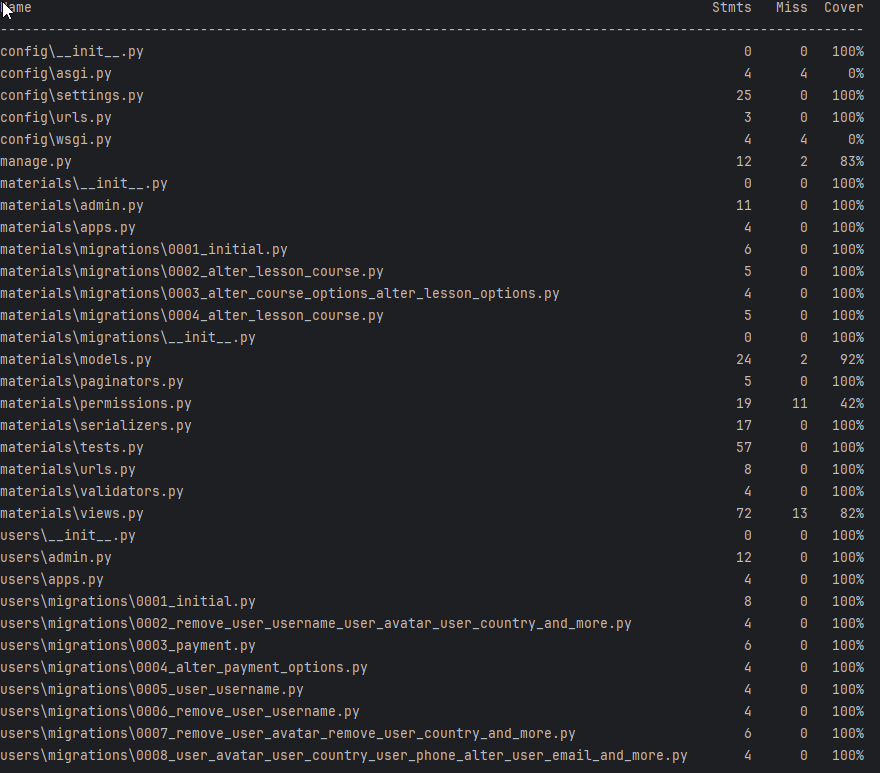 ame Stmts Miss Cover
------------------------------------------------------------------------------------------------------------
config\__init__.py 0 0 100%
config\asgi.py 4 4 0%
config\settings.py 25 0 100%
config\urls.py 3 0 100%
config\wsgi.py 4 4 0%
manage.py 12 2 83%
materials\__init__.py 0 0 100%
materials\admin.py 11 0 100%
materials\apps.py 4 0 100%
materials\migrations\0001_initial.py 6 0 100%
materials\migrations\0002_alter_lesson_course.py 5 0 100%
materials\migrations\0003_alter_course_options_alter_lesson_options.py 4 0 100%
materials\migrations\0004_alter_lesson_course.py 5 0 100%
materials\migrations\__init__.py 0 0 100%
materials\models.py 24 2 92%
materials\paginators.py 5 0 100%
materials\permissions.py 19 11 42%
materials\serializers.py 17 0 100%
materials\tests.py 57 0 100%
materials\urls.py 8 0 100%
materials\validators.py 4 0 100%
materials\views.py 72 13 82%
users\__init__.py 0 0 100%
users\admin.py 12 0 100%
users\apps.py 4 0 100%
users\migrations\0001_initial.py 8 0 100%
users\migrations\0002_remove_user_username_user_avatar_user_country_and_more.py 4 0 100%
users\migrations\0003_payment.py 6 0 100%
users\migrations\0004_alter_payment_options.py 4 0 100%
users\migrations\0005_user_username.py 4 0 100%
users\migrations\0006_remove_user_username.py 4 0 100%
users\migrations\0007_remove_user_avatar_remove_user_country_and_more.py 6 0 100%
users\migrations\0008_user_avatar_user_country_user_phone_alter_user_email_and_more.py 4 0 100%